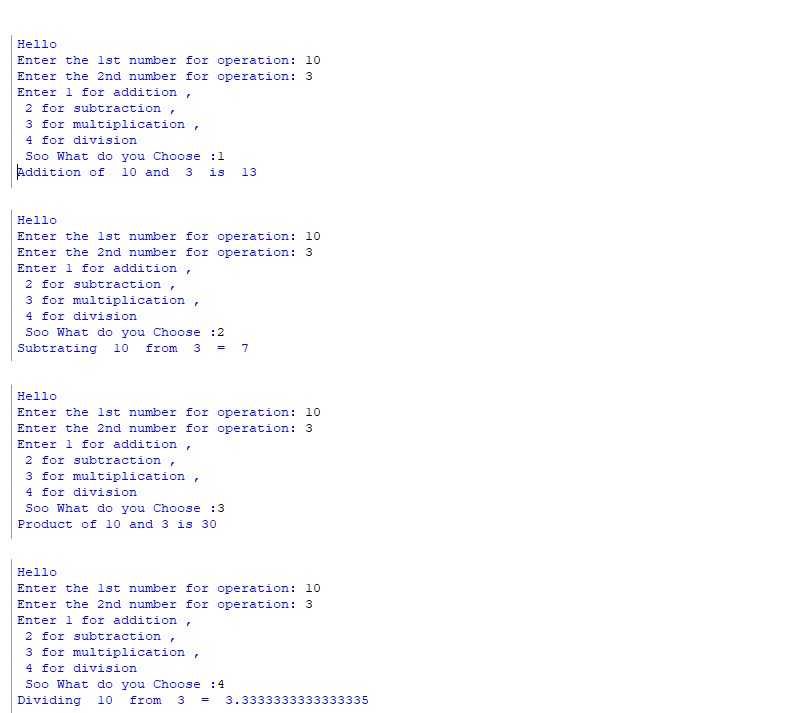 Hello
Enter the 1st number for operation: 10
Enter the 2nd number for operation: 3
Enter 1 for addition ,
 2 for subtraction ,
 3 for multiplication ,
 4 for division
 Soo What do you Choose :1
Addition of  10 and  3  is  13
Hello
Enter the 1st number for operation: 10
Enter the 2nd number for operation: 3
Enter 1 for addition ,
 2 for subtraction ,
 3 for multiplication ,
 4 for division
 Soo What do you Choose :2
Subtrating  10  from  3  =  7
Hello
Enter the 1st number for operation: 10
Enter the 2nd number for operation: 3
Enter 1 for addition ,
 2 for subtraction ,
 3 for multiplication ,
 4 for division
 Soo What do you Choose :3
Product of 10 and 3 is 30
Hello
Enter the 1st number for operation: 10
Enter the 2nd number for operation: 3
Enter 1 for addition ,
 2 for subtraction ,
 3 for multiplication ,
 4 for division
 Soo What do you Choose :4
Dividing  10  from  3  =  3.3333333333333335